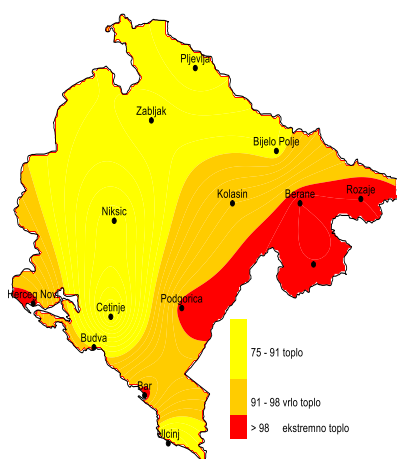 Pljevlja
Zabljak
Bijelo Polje
Kolasin
Berane
Rozaje
Niksic
Herceg Novi
Cetinje
Podgorica
Budva
75 - 91 toplo
Bar
91 - 98 vrlo toplo
> 98 ekstremno toplo
Ulcinj